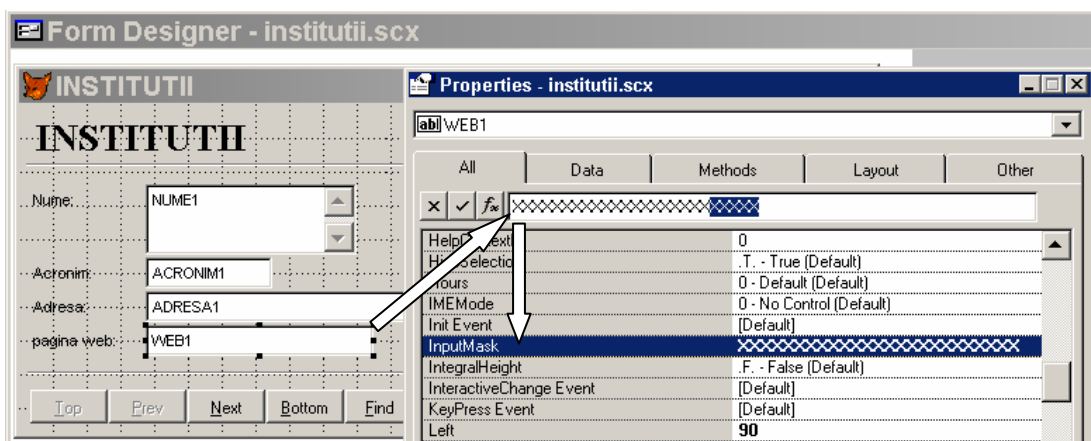 Form Designer - institutii.scx
INSTITUTII
INSTITUTII
Nume: NUME1
Acronim: ACRONIM1
Adresa: ADRESA1
pagina web: WEB1
Top Prev Next Bottom Find
Properties - institutii.scx
abl WEB1
All Data Methods Layout Other
XXXXXXXXXXXXXXXXXXXXXXXXX
0
.T. - True (Default)
0 - Default (Default)
IMEMode 0 - No Control (Default)
Init Event [Default]
InputMask
IntegralHeight .F. - False (Default)
InteractiveChange Event [Default]
KeyPress Event [Default]
Left 90